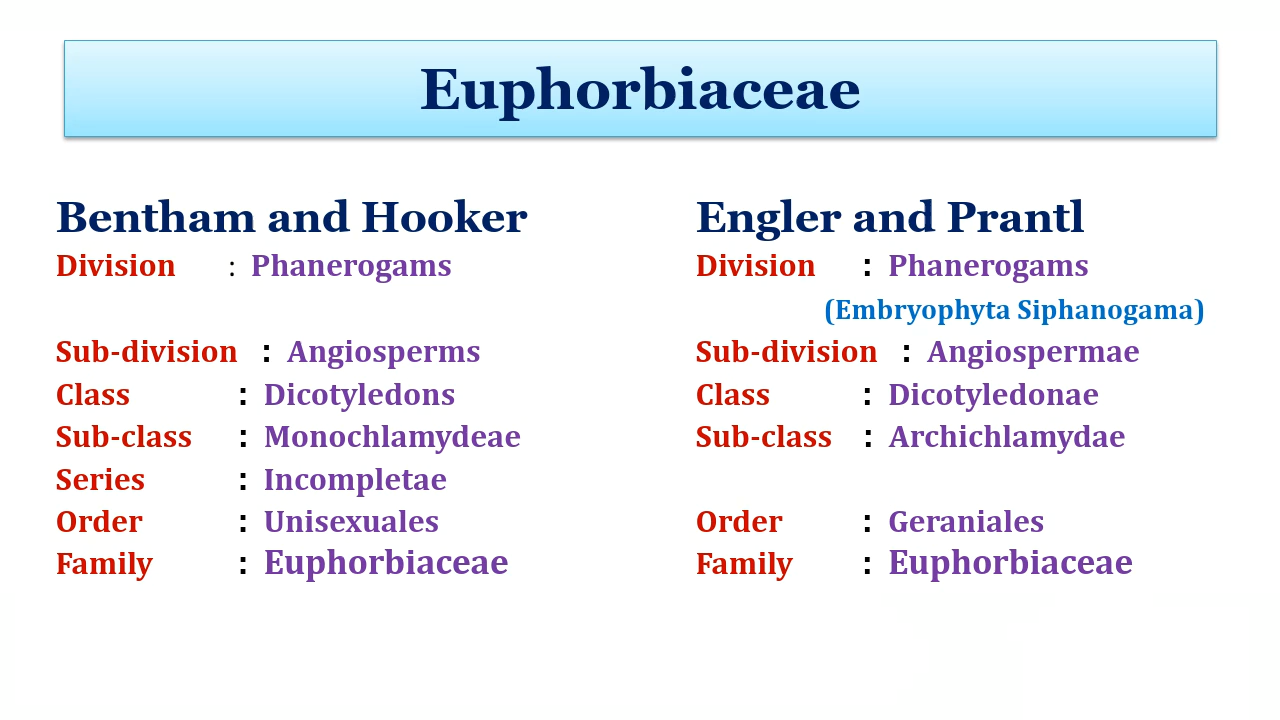 Euphorbiaceae
Bentham and Hooker
Division : Phanerogams
Sub-division : Angiosperms
Class : Dicotyledons
Sub-class : Monochlamydeae
Series : Incompletae
Order : Unisexuales
Family : Euphorbiaceae
Engler and Prantl
Division : Phanerogams
(Embryophyta Siphanogama)
Sub-division : Angiospermae
Class : Dicotyledonae
Sub-class : Archichlamydae
Order : Geraniales
Family : Euphorbiaceae